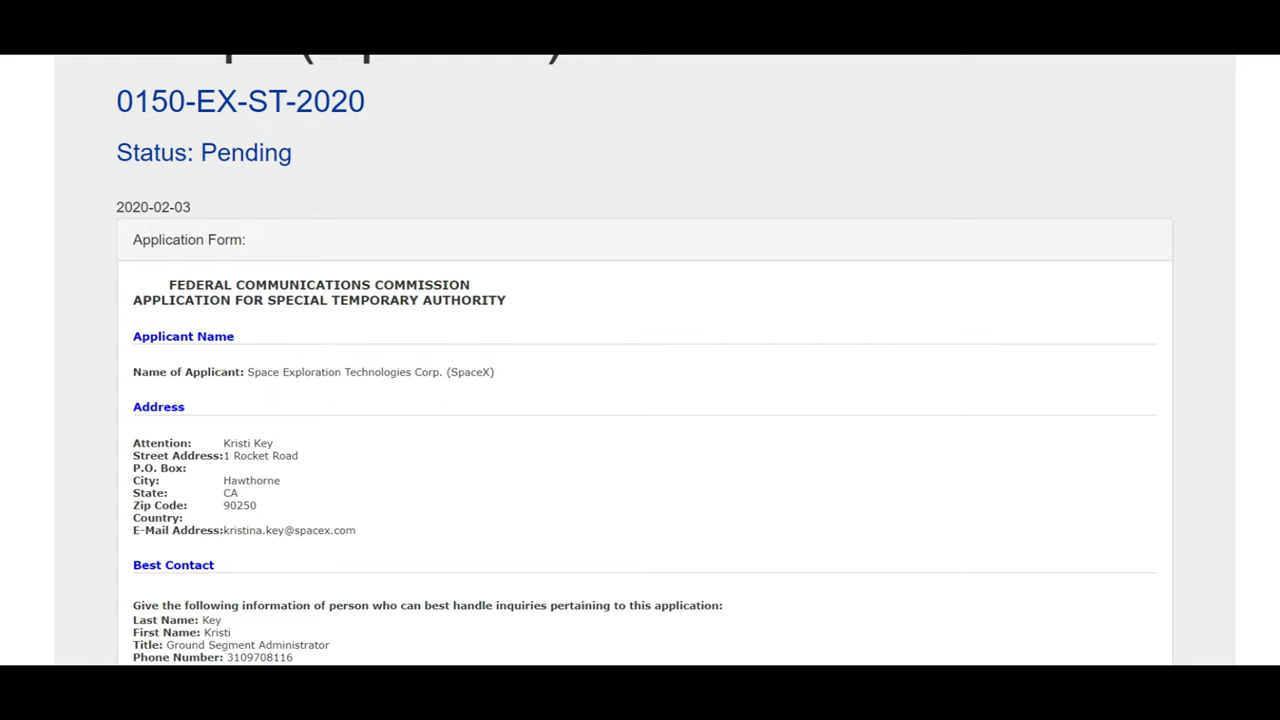 0150-EX-ST-2020
Status: Pending
2020-02-03
Application Form:
FEDERAL COMMUNICATIONS COMMISSION
APPLICATION FOR SPECIAL TEMPORARY AUTHORITY
Applicant Name
Name of Applicant: Space Exploration Technologies Corp. (SpaceX)
Address
Attention: Kristi Key
Street Address:1 Rocket Road
P.O. Box:
City: Hawthorne
State: CA
Zip Code: 90250
Country:
E-Mail Address:kristina.key@spacex.com
Best Contact
Give the following information of person who can best handle inquiries pertaining to this application:
Last Name: Key
First Name: Kristi
Title: Ground Segment Administrator
Phone Number: 3109708116